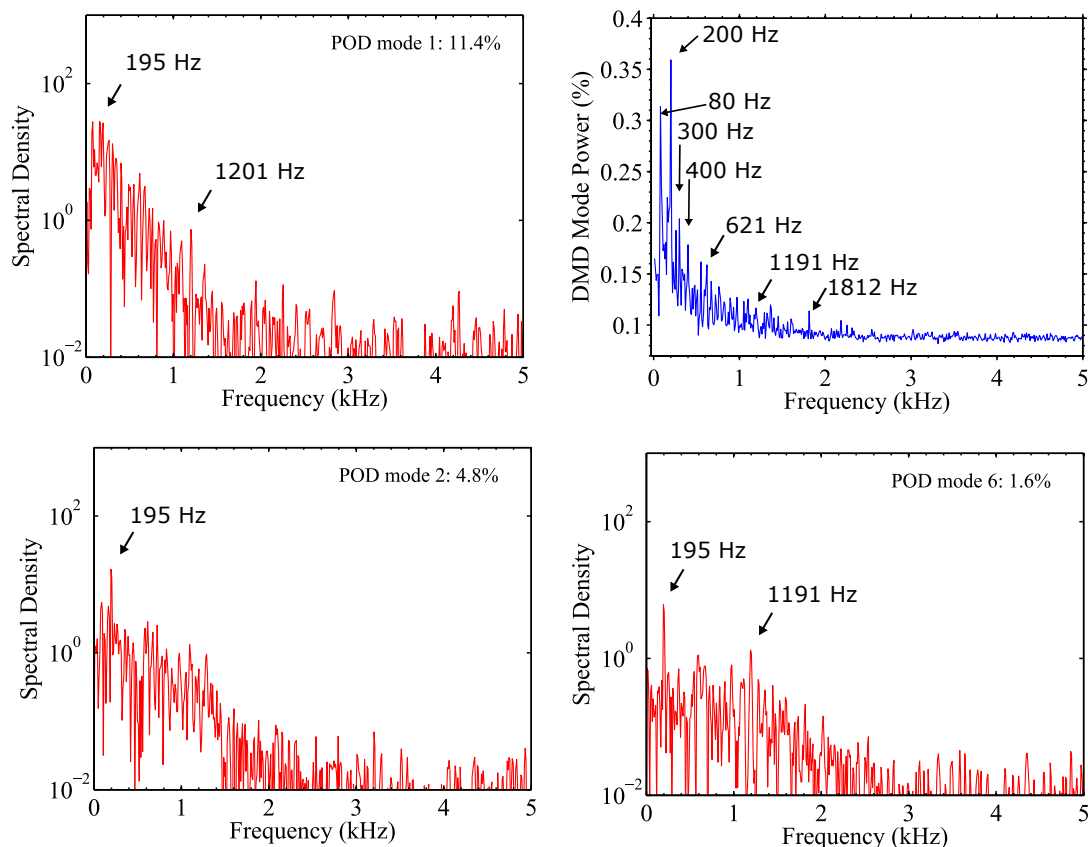 POD mode 1: 11.4%
195 Hz
1201 Hz
10^2
10^0
10^-2
Spectral Density
0 1 2 3 4 5
Frequency (kHz)
0.4
0.35
0.3
0.25
0.2
0.15
0.1
DMD Mode Power (%)
200 Hz
80 Hz
300 Hz
400 Hz
621 Hz
1191 Hz
1812 Hz
0 1 2 3 4 5
Frequency (kHz)
POD mode 2: 4.8%
195 Hz
10^2
10^0
10^-2
Spectral Density
0 1 2 3 4 5
Frequency (kHz)
POD mode 6: 1.6%
195 Hz
1191 Hz
10^2
10^0
10^-2
Spectral Density
0 1 2 3 4 5
Frequency (kHz)